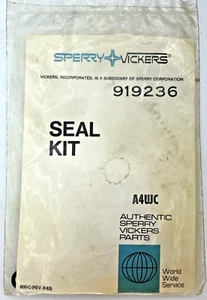 SPERRY VICKERS
VICKERS, INCORPORATED, IS A SUBSIDIARY OF SPERRY CORPORATION
919236
SEAL
KIT
A4WJC
AUTHENTIC
SPERRY
VICKERS
PARTS
World
Wide
Service